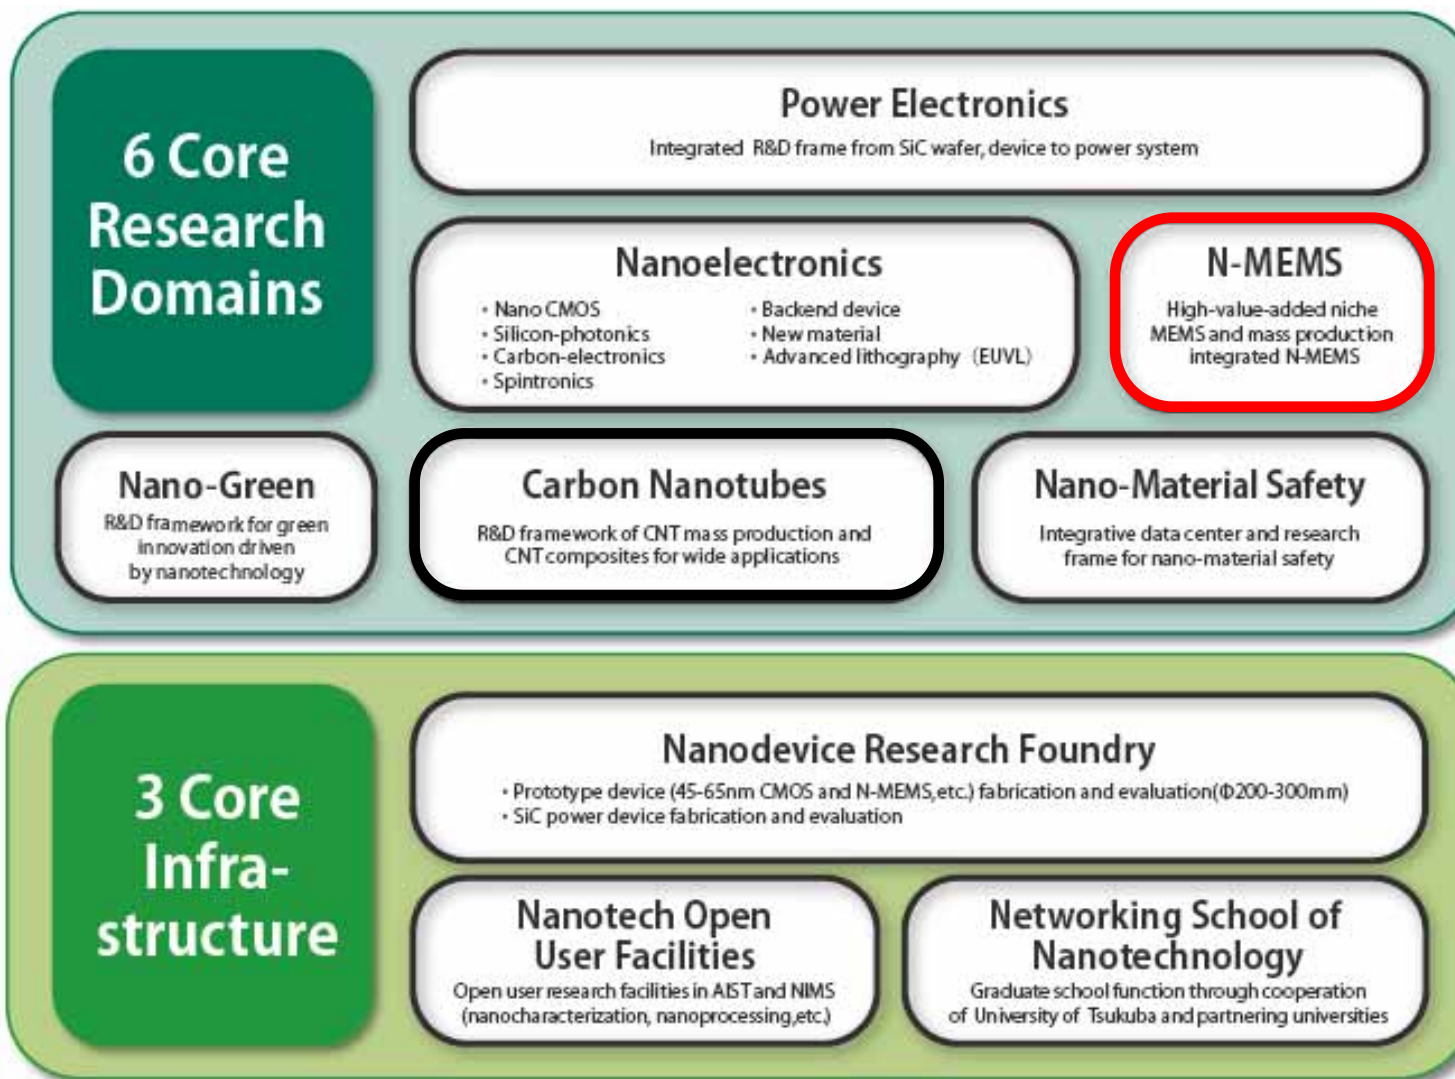 6 Core
Research
Domains
Power Electronics
Integrated R&D frame from SiC wafer, device to power system
Nanoelectronics
・Nano CMOS
・Silicon-photonics
・Carbon-electronics
・Spintronics
・Backend device
・New material
・Advanced lithography (EUVL)
N-MEMS
High-value-added niche
MEMS and mass production
integrated N-MEMS
Nano-Green
R&D framework for green
innovation driven
by nanotechnology
Carbon Nanotubes
R&D framework of CNT mass production and
CNT composites for wide applications
Nano-Material Safety
Integrative data center and research
frame for nano-material safety
3 Core
Infra-
structure
Nanodevice Research Foundry
・Prototype device (45-65nm CMOS and N-MEMS,etc.) fabrication and evaluation(Φ200-300mm)
・SiC power device fabrication and evaluation
Nanotech Open
User Facilities
Open user research facilities in AIST and NIMS
(nanocharacterization, nanoprocessing,etc.)
Networking School of
Nanotechnology
Graduate school function through cooperation
of University of Tsukuba and partnering universities